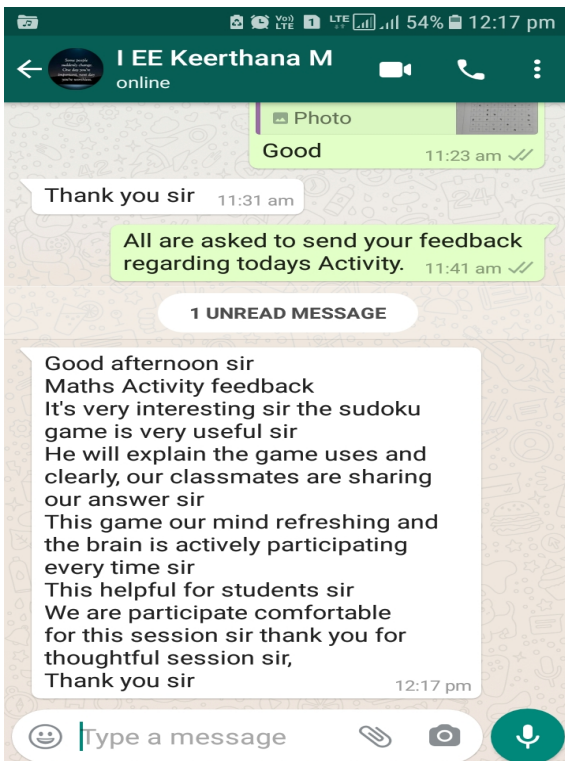 Vo)) LTE 1 LTE 54% 12:17 pm
I EE Keerthana M
online
Photo
Good 11:23 am
Thank you sir 11:31 am
All are asked to send your feedback
regarding todays Activity. 11:41 am
1 UNREAD MESSAGE
Good afternoon sir
Maths Activity feedback
It's very interesting sir the sudoku
game is very useful sir
He will explain the game uses and
clearly, our classmates are sharing
our answer sir
This game our mind refreshing and
the brain is actively participating
every time sir
This helpful for students sir
We are participate comfortable
for this session sir thank you for
thoughtful session sir,
Thank you sir 12:17 pm
Type a message